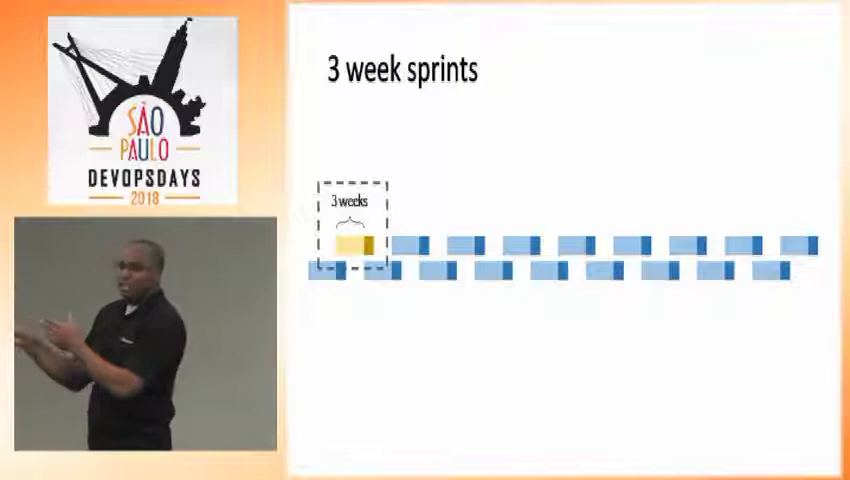 SÃO
PAULO
DEVOPSDAYS
2018
3 week sprints
3 weeks